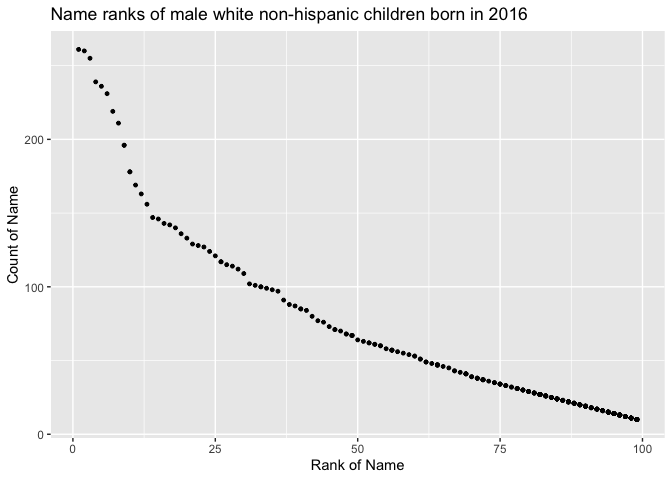 Name ranks of male white non-hispanic children born in 2016
Count of Name
200
100
0
0 25 50 75 100
Rank of Name